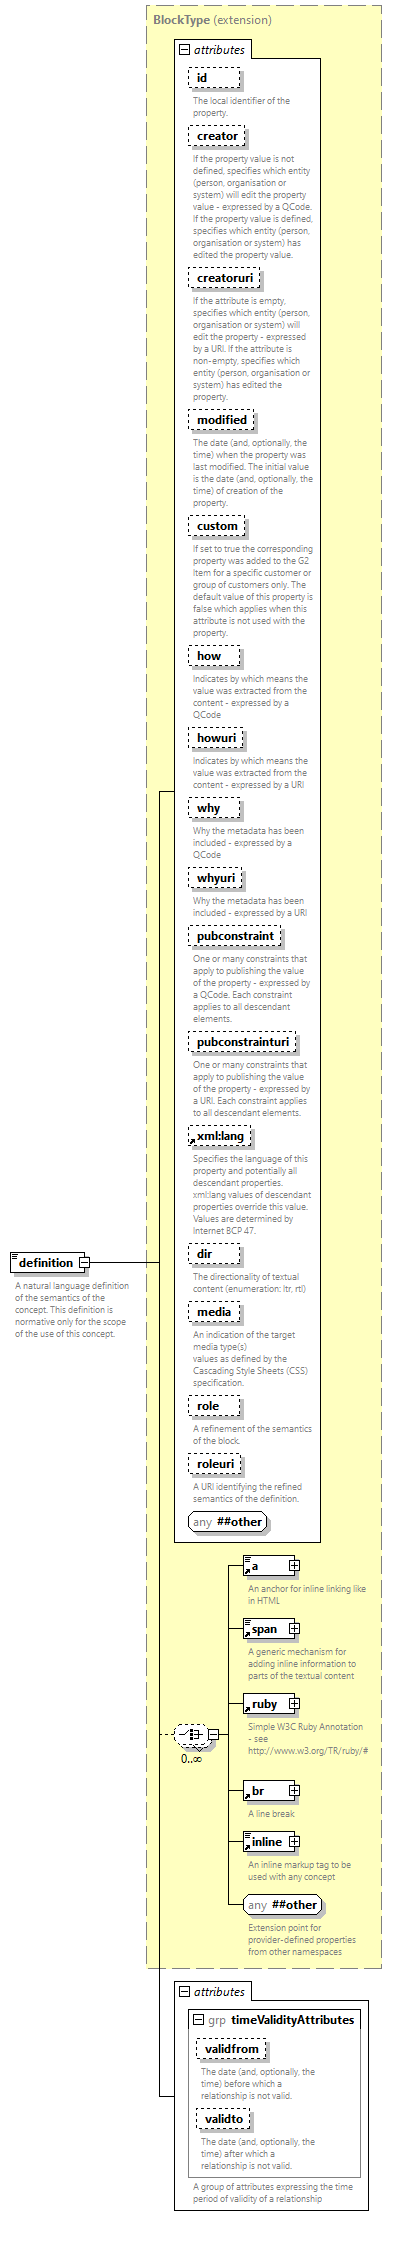 BlockType (extension)
attributes
id
The local identifier of the
property.
creator
If the property value is not
defined, specifies which entity
(person, organisation or
system) will edit the property
value - expressed by a QCode.
If the property value is defined,
specifies which entity (person,
organisation or system) has
edited the property value.
creatoruri
If the attribute is empty,
specifies which entity (person,
organisation or system) will
edit the property - expressed
by a URI. If the attribute is
non-empty, specifies which
entity (person, organisation or
system) has edited the
property.
modified
The date (and, optionally, the
time) when the property was
last modified. The initial value
is the date (and, optionally, the
time) of creation of the
property.
custom
If set to true the corresponding
property was added to the G2
Item for a specific customer or
group of customers only. The
default value of this property is
false which applies when this
attribute is not used with the
property.
how
Indicates by which means the
value was extracted from the
content - expressed by a
QCode
howuri
Indicates by which means the
value was extracted from the
content - expressed by a URI
why
Why the metadata has been
included - expressed by a
QCode
whyuri
Why the metadata has been
included - expressed by a URI
pubconstraint
One or many constraints that
apply to publishing the value
of the property - expressed by
a QCode. Each constraint
applies to all descendant
elements.
pubconstrainturi
One or many constraints that
apply to publishing the value
of the property - expressed by
a URI. Each constraint applies
to all descendant elements.
xml:lang
Specifies the language of this
property and potentially all
descendant properties.
xml:lang values of descendant
properties override this value.
Values are determined by
Internet BCP 47.
dir
The directionality of textual
content (enumeration: ltr, rtl)
media
An indication of the target
media type(s)
values as defined by the
Cascading Style Sheets (CSS)
specification.
role
A refinement of the semantics
of the block.
roleuri
A URI identifying the refined
semantics of the definition.
any ##other
definition
A natural language definition
of the semantics of the
concept. This definition is
normative only for the scope
of the use of this concept.
a
An anchor for inline linking like
in HTML
span
A generic mechanism for
adding inline information to
parts of the textual content
ruby
Simple W3C Ruby Annotation
- see
http://www.w3.org/TR/ruby/#
0..∞
br
A line break
inline
An inline markup tag to be
used with any concept
any ##other
Extension point for
provider-defined properties
from other namespaces
attributes
grp timeValidityAttributes
validfrom
The date (and, optionally, the
time) before which a
relationship is not valid.
validto
The date (and, optionally, the
time) after which a
relationship is not valid.
A group of attributes expressing the time
period of validity of a relationship